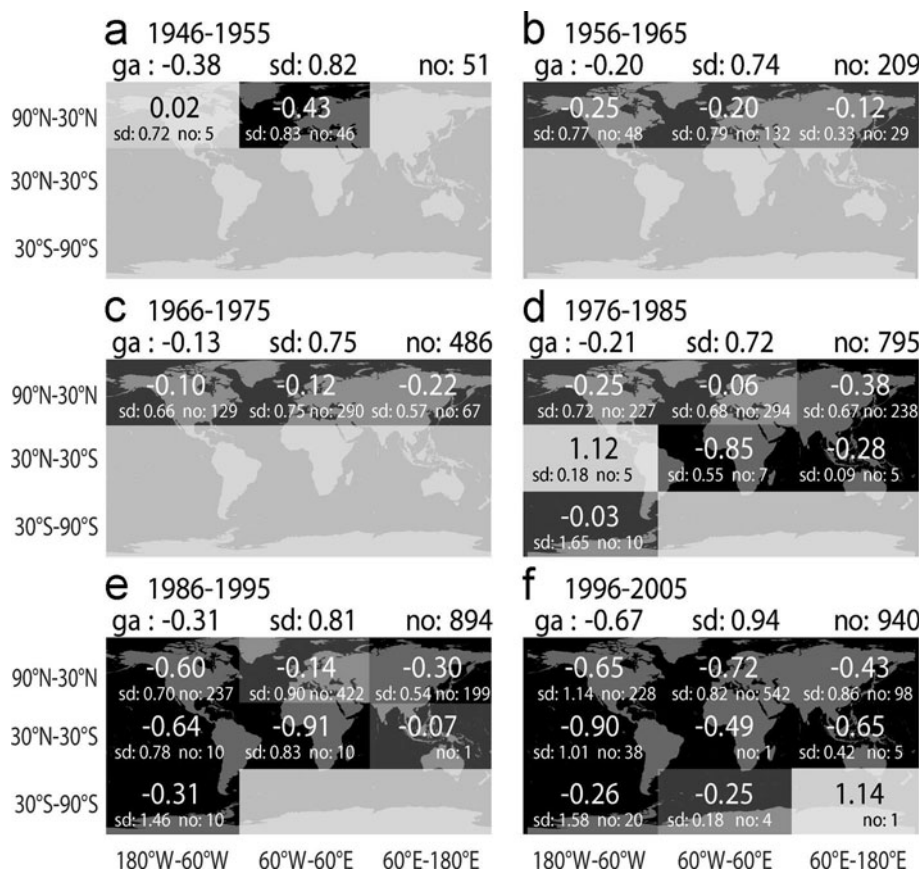 a 1946-1955
ga : -0.38 sd: 0.82 no: 51
90°N-30°N
0.02
sd: 0.72 no: 5
-0.43
sd: 0.83 no: 46
30°N-30°S
30°S-90°S
b 1956-1965
ga : -0.20 sd: 0.74 no: 209
-0.25
sd: 0.77 no: 48
-0.20
sd: 0.79 no: 132
-0.12
sd: 0.33 no: 29
c 1966-1975
ga : -0.13 sd: 0.75 no: 486
90°N-30°N
-0.10
sd: 0.66 no: 129
-0.12
sd: 0.75 no: 290
-0.22
sd: 0.57 no: 67
30°N-30°S
30°S-90°S
d 1976-1985
ga : -0.21 sd: 0.72 no: 795
-0.25
sd: 0.72 no: 227
-0.06
sd: 0.68 no: 294
-0.38
sd: 0.67 no: 238
1.12
sd: 0.18 no: 5
-0.85
sd: 0.55 no: 7
-0.28
sd: 0.09 no: 5
-0.03
sd: 1.65 no: 10
e 1986-1995
ga : -0.31 sd: 0.81 no: 894
90°N-30°N
-0.60
sd: 0.70 no: 237
-0.14
sd: 0.90 no: 422
-0.30
sd: 0.54 no: 199
30°N-30°S
-0.64
sd: 0.78 no: 10
-0.91
sd: 0.83 no: 10
-0.07
no: 1
30°S-90°S
-0.31
sd: 1.46 no: 10
180°W-60°W 60°W-60°E 60°E-180°E
f 1996-2005
ga : -0.67 sd: 0.94 no: 940
-0.65
sd: 1.14 no: 228
-0.72
sd: 0.82 no: 542
-0.43
sd: 0.86 no: 98
-0.90
sd: 1.01 no: 38
-0.49
no: 1
-0.65
sd: 0.42 no: 5
-0.26
sd: 1.58 no: 20
-0.25
sd: 0.18 no: 4
1.14
no: 1
180°W-60°W 60°W-60°E 60°E-180°E